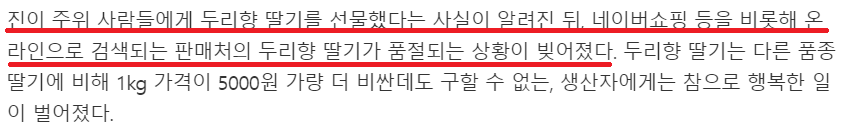 진이 주위 사람들에게 두리향 딸기를 선물했다는 사실이 알려진 뒤, 네이버쇼핑 등을 비롯해 온
라인으로 검색되는 판매처의 두리향 딸기가 품절되는 상황이 빚어졌다. 두리향 딸기는 다른 품종
딸기에 비해 1kg 가격이 5000원 가량 더 비싼데도 구할 수 없는, 생산자에게는 참으로 행복한 일
이 벌어졌다.